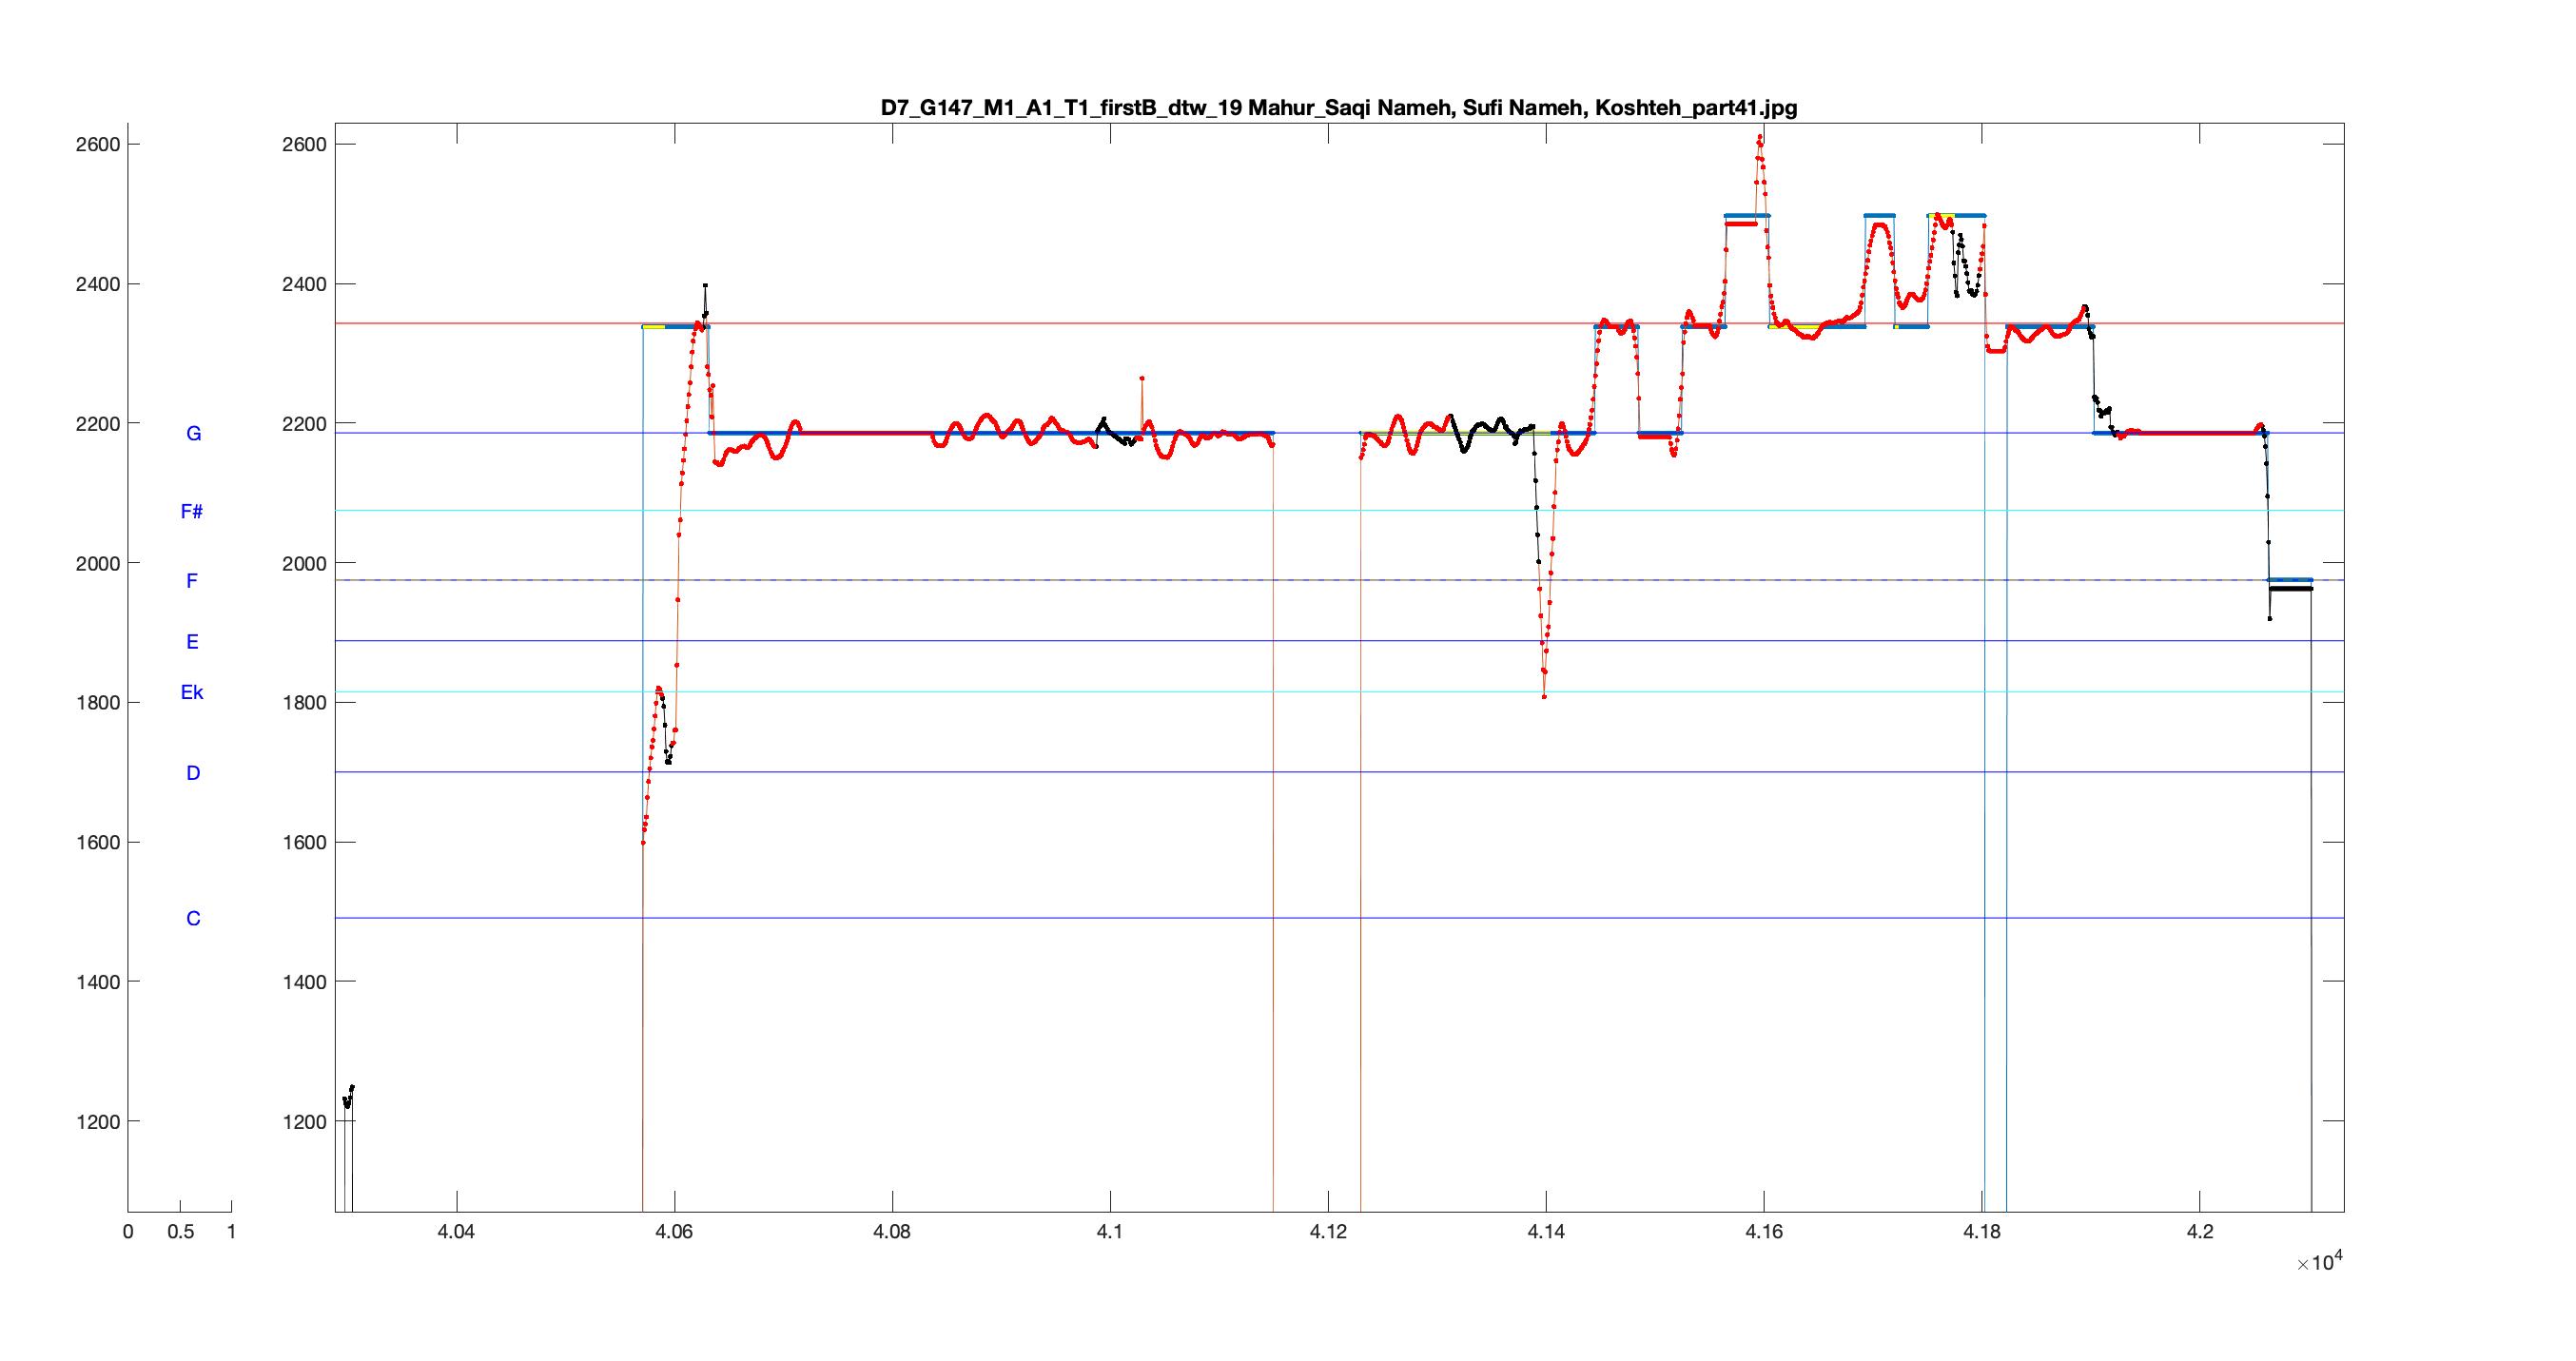 D7_G147_M1_A1_T1_firstB_dtw_19 Mahur_Saqi Nameh, Sufi Nameh, Koshteh_part41.jpg
2600 2600
2400 2400
2200 2200
G
F#
2000 2000
F
E
Ek
1800 1800
D
1600 1600
C
1400 1400
1200 1200
0 0.5 1 4.04 4.06 4.08 4.1 4.12 4.14 4.16 4.18 4.2
×10^4